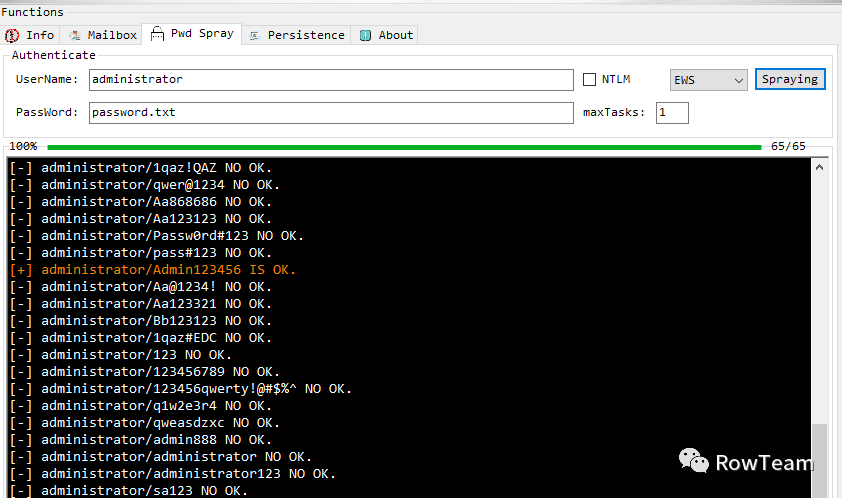 Functions
Info Mailbox Pwd Spray Persistence About
Authenticate
UserName: administrator NTLM EWS Spraying
PassWord: password.txt maxTasks: 1
100% 65/65
[-] administrator/1qaz!QAZ NO OK.
[-] administrator/qwer@1234 NO OK.
[-] administrator/Aa868686 NO OK.
[-] administrator/Aa123123 NO OK.
[-] administrator/Passw0rd#123 NO OK.
[-] administrator/pass#123 NO OK.
[+] administrator/Admin123456 IS OK.
[-] administrator/Aa@1234! NO OK.
[-] administrator/Aa123321 NO OK.
[-] administrator/Bb123123 NO OK.
[-] administrator/1qaz#EDC NO OK.
[-] administrator/123 NO OK.
[-] administrator/123456789 NO OK.
[-] administrator/123456qwerty!@#$%^ NO OK.
[-] administrator/q1w2e3r4 NO OK.
[-] administrator/qweasdzxc NO OK.
[-] administrator/admin888 NO OK.
[-] administrator/administrator NO OK.
[-] administrator/administrator123 NO OK.
[-] administrator/sa123 NO OK.
RowTeam